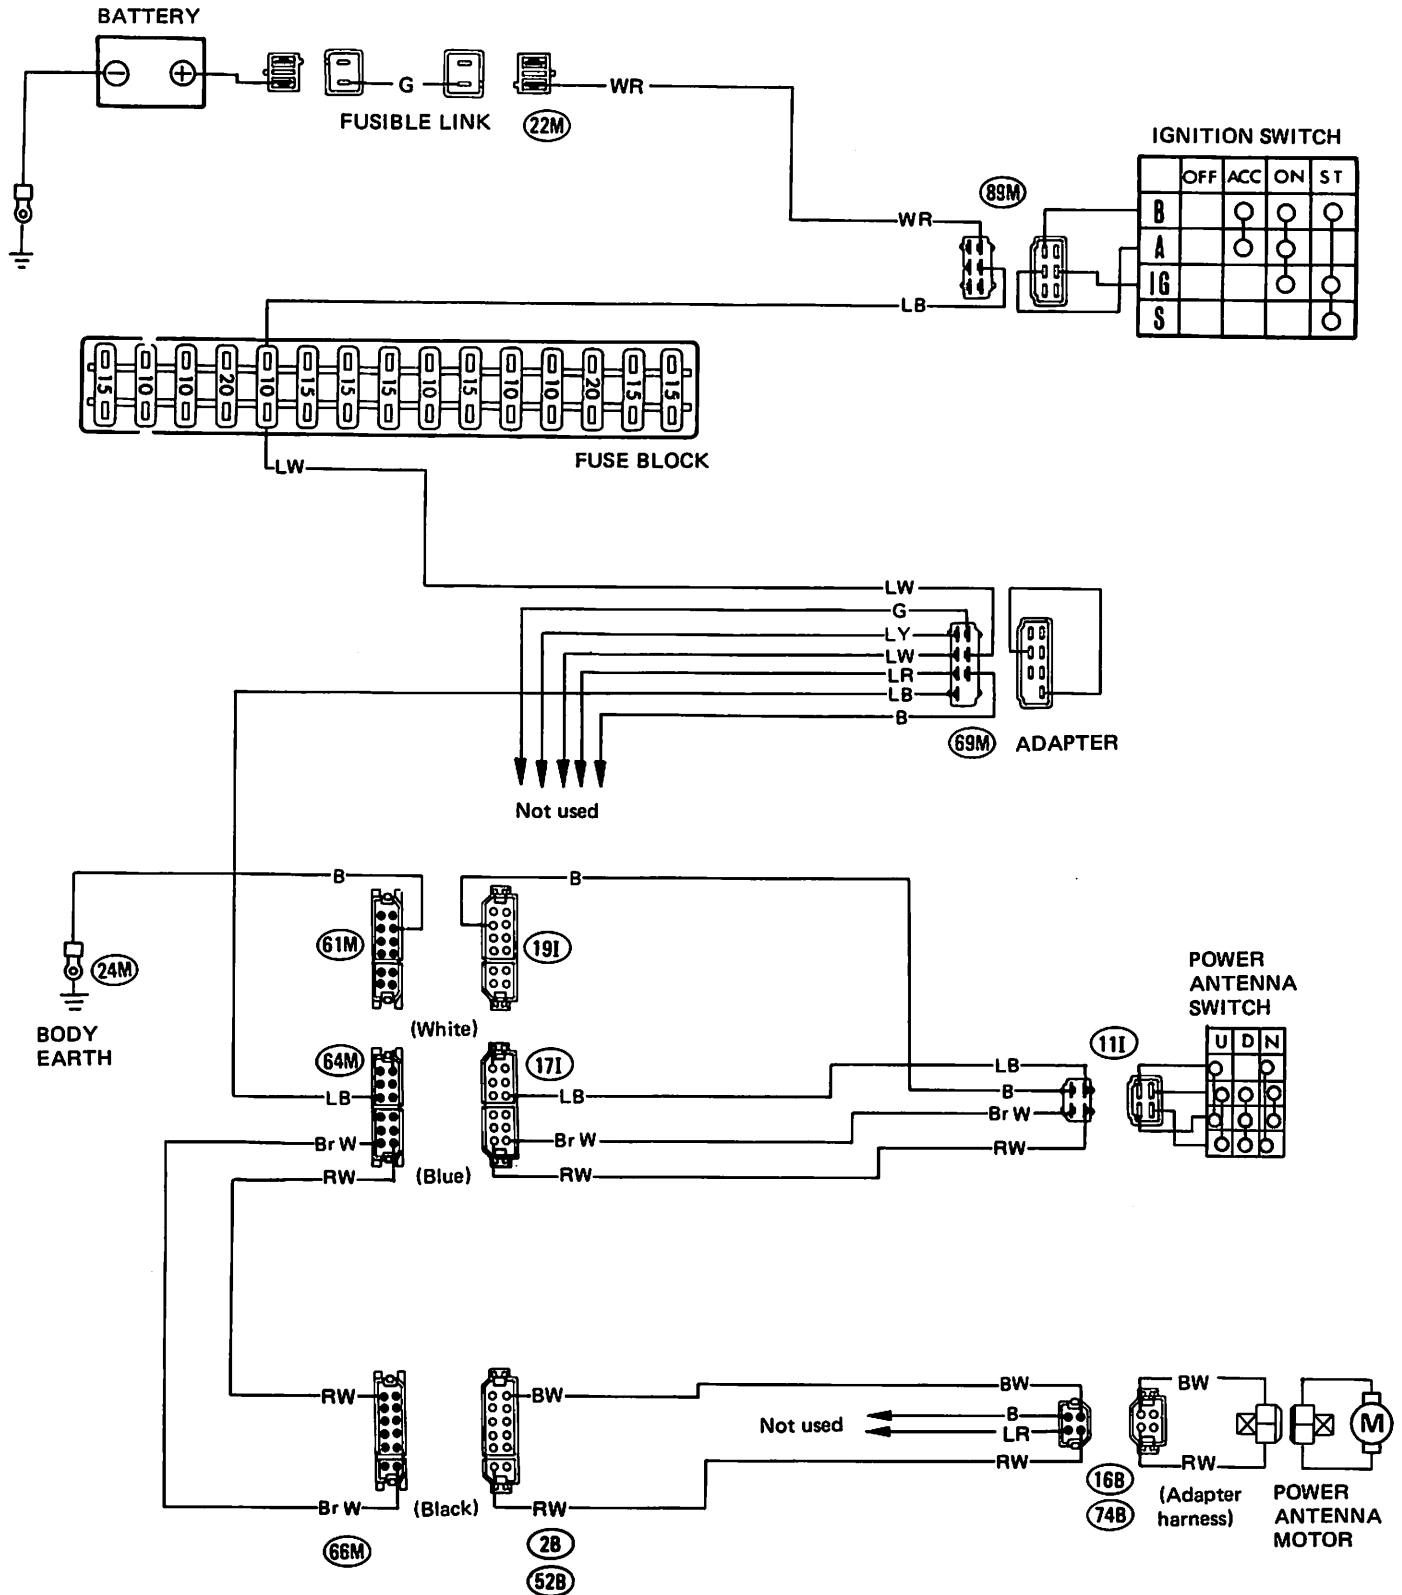 BATTERY
G
FUSIBLE LINK
22M
WR
IGNITION SWITCH
OFF ACC ON ST
B
A
IG
S
89M
WR
LB
15 10 10 20 10 15 15 15 10 15 10 10 20 15 15
FUSE BLOCK
LW
LW
G
LY
LW
LR
LB
B
69M
ADAPTER
Not used
B
B
61M
19I
24M
BODY
EARTH
(White)
POWER
ANTENNA
SWITCH
U D N
64M
17I
11I
LB
LB
LB
B
Br W
Br W
Br W
RW
RW
RW
(Blue)
RW
BW
BW
BW
Not used
B
LR
M
RW
RW
Br W
(Black)
RW
66M
2B
52B
16B
74B
(Adapter
harness)
POWER
ANTENNA
MOTOR